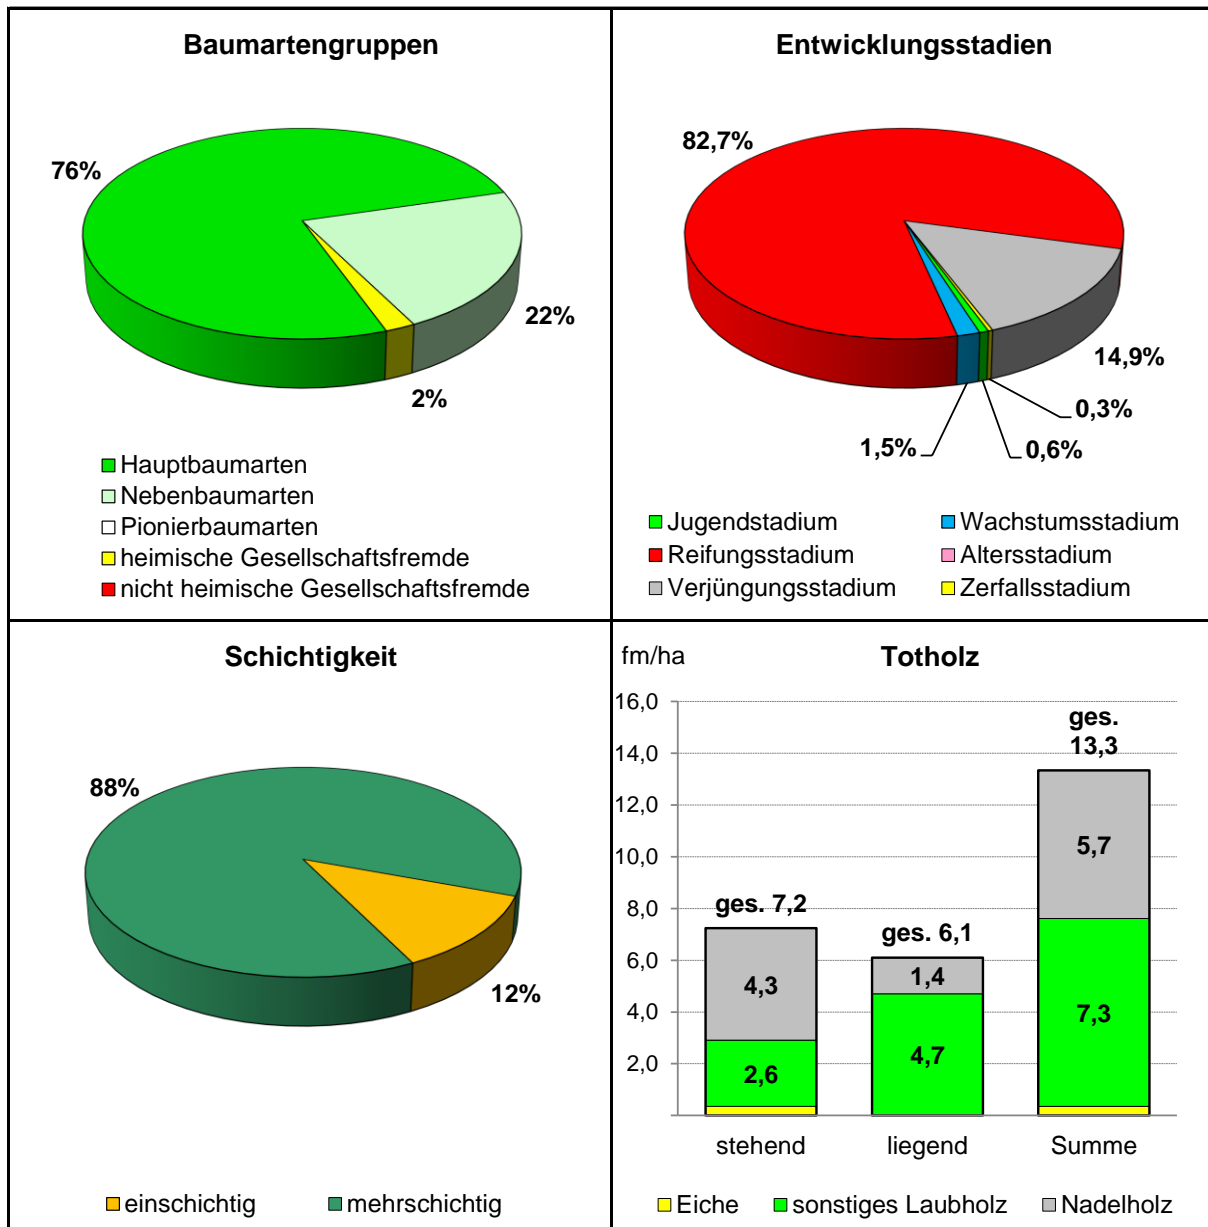 Baumartengruppen
76%
22%
2%
Hauptbaumarten
Nebenbaumarten
Pionierbaumarten
heimische Gesellschaftsfremde
nicht heimische Gesellschaftsfremde
Entwicklungsstadien
82,7%
14,9%
0,3%
1,5%
0,6%
Jugendstadium
Wachstumsstadium
Reifungsstadium
Altersstadium
Verjüngungsstadium
Zerfallsstadium
Schichtigkeit
88%
12%
einschichtig
mehrschichtig
fm/ha
Totholz
16,0
14,0
12,0
10,0
8,0
6,0
4,0
2,0
ges. 7,2
4,3
2,6
ges. 6,1
1,4
4,7
ges.
13,3
5,7
7,3
stehend
liegend
Summe
Eiche
sonstiges Laubholz
Nadelholz